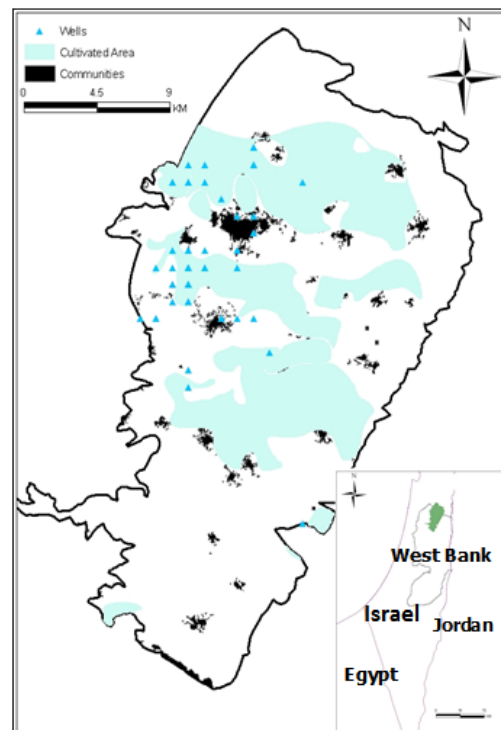 Wells
Cultivated Area
Communities
0 4.5 9
KM
N
N
West Bank
Israel
Jordan
Egypt